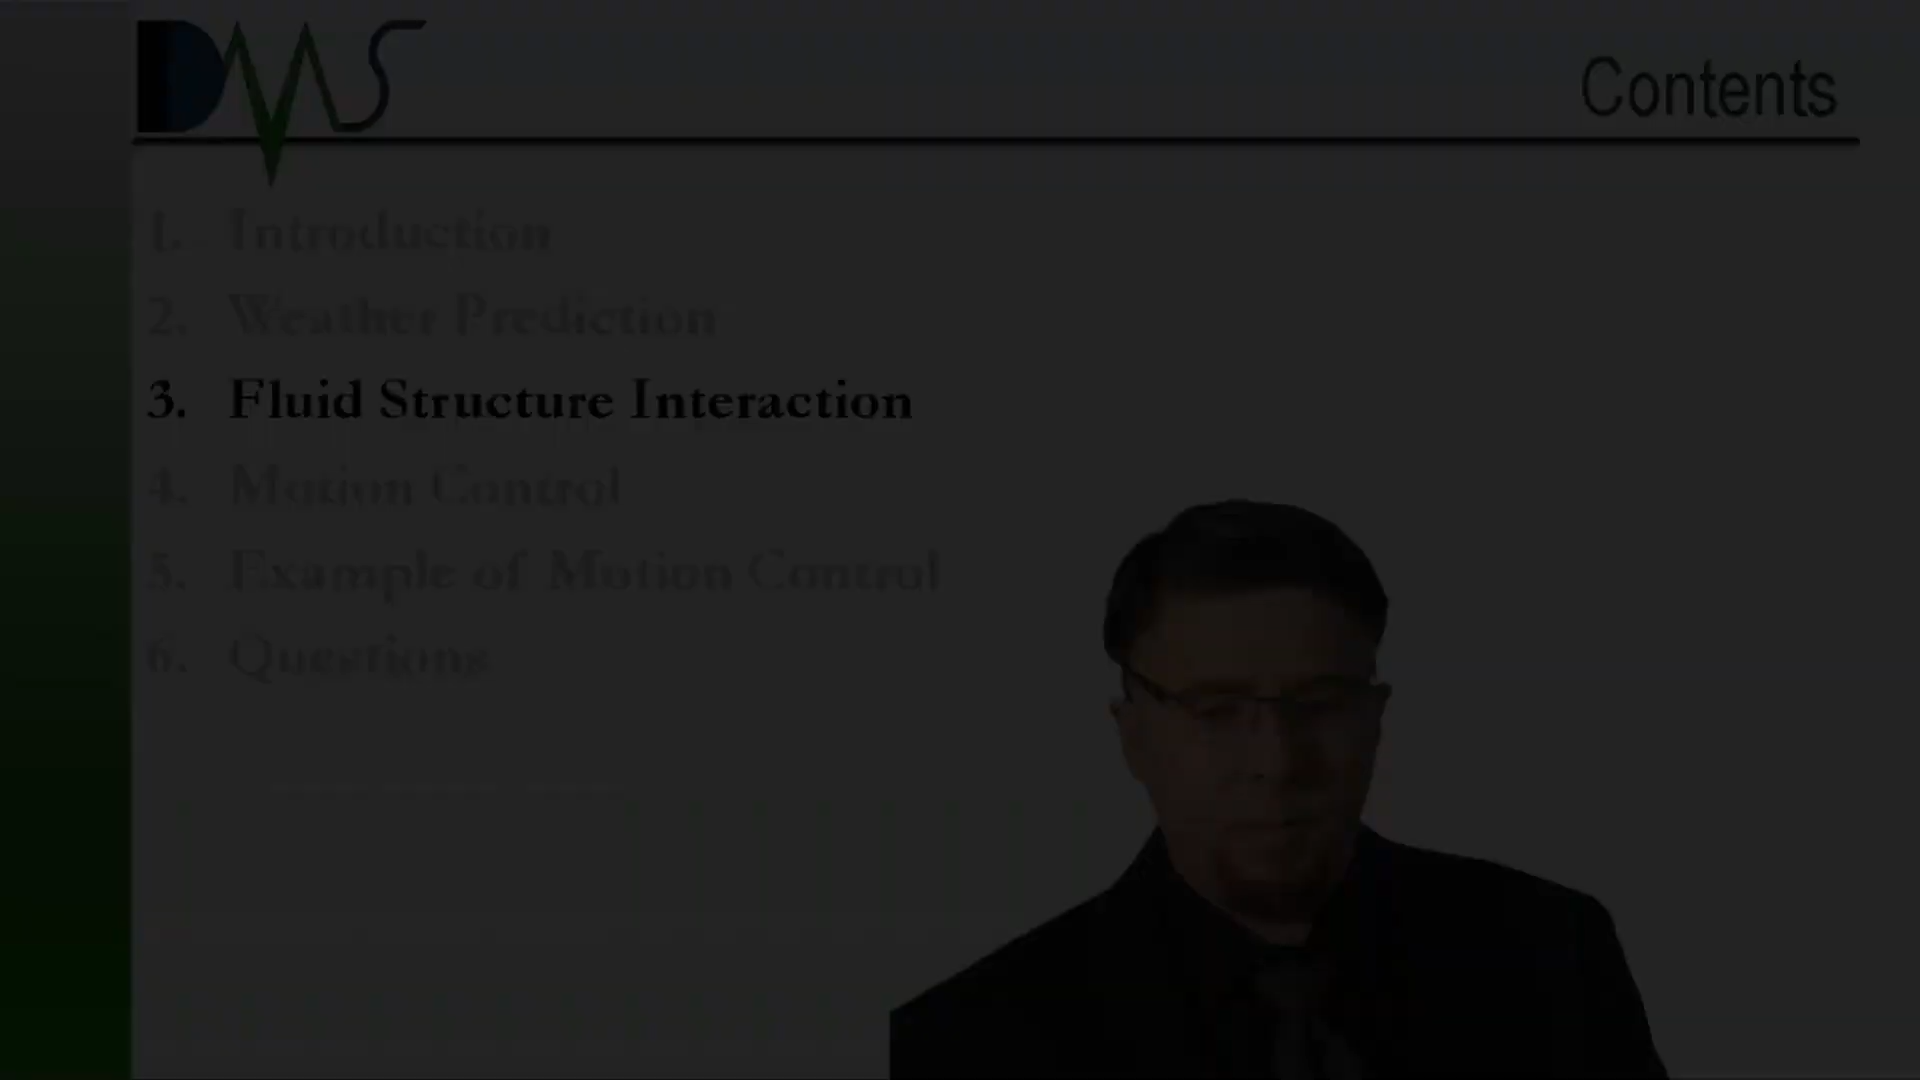 DMS
Contents
1. Introduction
2. Weather Prediction
3. Fluid Structure Interaction
4. Motion Control
5. Example of Motion Control
6. Questions